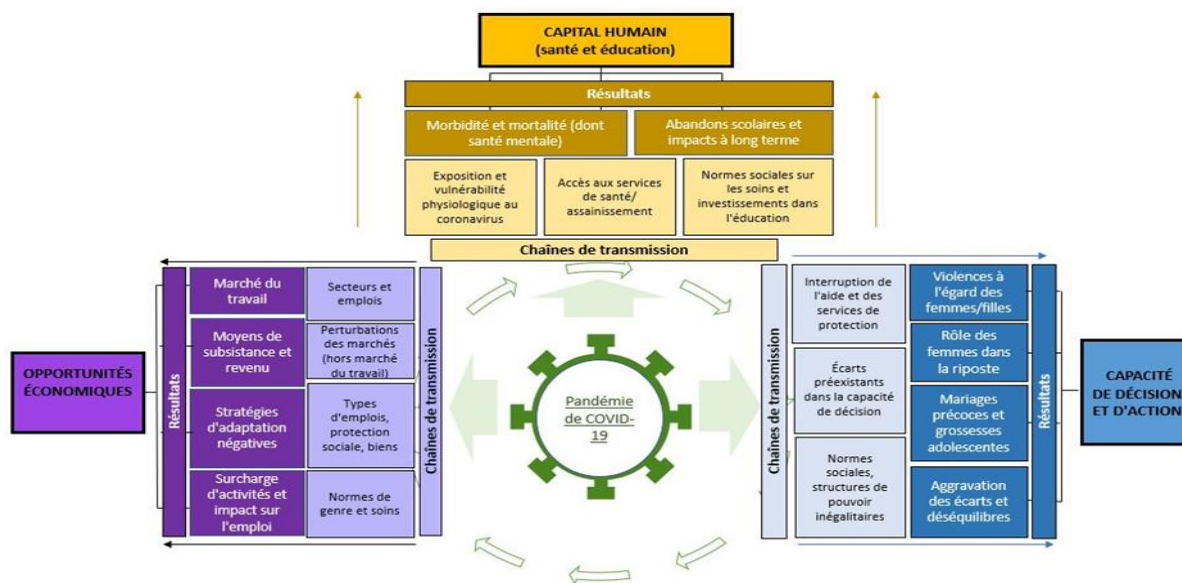 CAPITAL HUMAIN
(santé et éducation)
Résultats
Morbidité et mortalité (dont
santé mentale)
Abandons scolaires et
impacts à long terme
Exposition et
vulnérabilité
physiologique au
coronavirus
Accès aux services
de santé/
assainissement
Normes sociales sur
les soins et
investissements dans
l'éducation
Chaînes de transmission
OPPORTUNITÉS
ÉCONOMIQUES
Résultats
Marché du
travail
Moyens de
subsistance et
revenu
Stratégies
d'adaptation
négatives
Surcharge
d'activités et
impact sur
l'emploi
Secteurs et
emplois
Perturbations
des marchés
(hors marché
du travail)
Types
d'emplois,
protection
sociale, biens
Normes de
genre et soins
Chaînes de transmission
Pandémie
de COVID-
19
Chaînes de transmission
Interruption de
l'aide et des
services de
protection
Écarts
préexistants dans
la capacité de
décision
Normes
sociales,
structures de
pouvoir
inégalitaires
Violences à
l'égard des
femmes/filles
Rôle des
femmes dans
la riposte
Mariages
précoces et
grossesses
adolescentes
Aggravation
des écarts et
déséquilibres
Résultats
CAPACITÉ
DE DÉCISION
ET D'ACTION